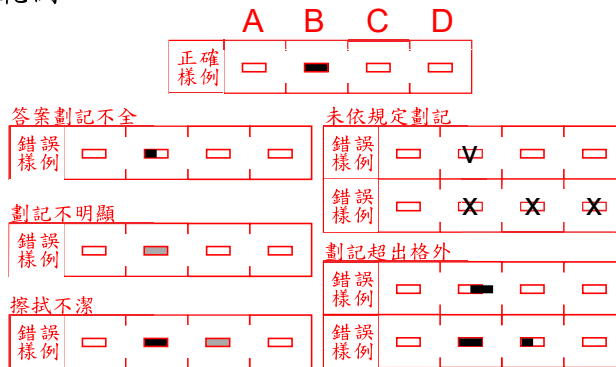 A B C D
正確樣例
答案劃記不全
錯誤樣例
劃記不明顯
錯誤樣例
擦拭不潔
錯誤樣例
未依規定劃記
錯誤樣例 V
錯誤樣例 X X X
劃記超出格外
錯誤樣例
錯誤樣例